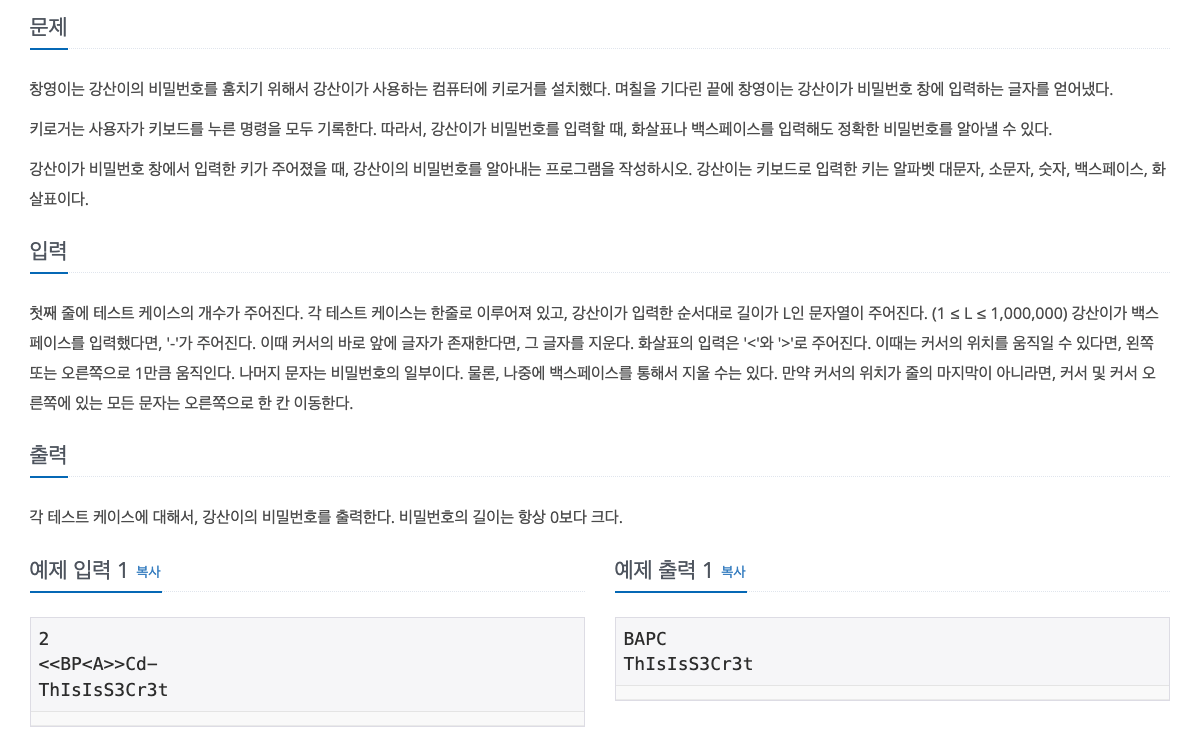 문제
창영이는 강산이의 비밀번호를 훔치기 위해서 강산이가 사용하는 컴퓨터에 키로거를 설치했다. 며칠을 기다린 끝에 창영이는 강산이가 비밀번호 창에 입력하는 글자를 얻어냈다.
키로거는 사용자가 키보드를 누른 명령을 모두 기록한다. 따라서, 강산이가 비밀번호를 입력할 때, 화살표나 백스페이스를 입력해도 정확한 비밀번호를 알아낼 수 있다.
강산이가 비밀번호 창에서 입력한 키가 주어졌을 때, 강산이의 비밀번호를 알아내는 프로그램을 작성하시오. 강산이는 키보드로 입력한 키는 알파벳 대문자, 소문자, 숫자, 백스페이스, 화
살표이다.
입력
첫째 줄에 테스트 케이스의 개수가 주어진다. 각 테스트 케이스는 한줄로 이루어져 있고, 강산이가 입력한 순서대로 길이가 L인 문자열이 주어진다. (1 ≤ L ≤ 1,000,000) 강산이가 백스
페이스를 입력했다면, '-'가 주어진다. 이때 커서의 바로 앞에 글자가 존재한다면, 그 글자를 지운다. 화살표의 입력은 '<'와 '>'로 주어진다. 이때는 커서의 위치를 움직일 수 있다면, 왼쪽
또는 오른쪽으로 1만큼 움직인다. 나머지 문자는 비밀번호의 일부이다. 물론, 나중에 백스페이스를 통해서 지울 수는 있다. 만약 커서의 위치가 줄의 마지막이 아니라면, 커서 및 커서 오
른쪽에 있는 모든 문자는 오른쪽으로 한 칸 이동한다.
출력
각 테스트 케이스에 대해서, 강산이의 비밀번호를 출력한다. 비밀번호의 길이는 항상 0보다 크다.
예제 입력 1 복사
2
<<BP<A>>Cd-
ThIsIsS3Cr3t
예제 출력 1 복사
BAPC
ThIsIsS3Cr3t